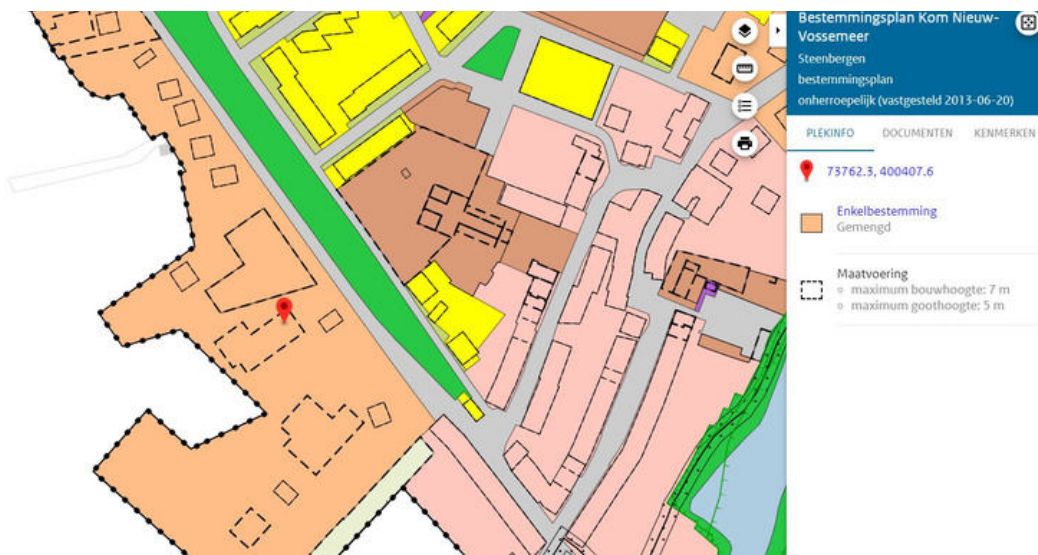 Bestemmingsplan Kom Nieuw-
Vossemeer
Steenbergen
bestemmingsplan
onherroepelijk (vastgesteld 2013-06-20)
PLEKINFO DOCUMENTEN KENMERKEN
73762.3, 400407.6
Enkelbestemming
Gemengd
Maatvoering
maximum bouwhoogte: 7 m
maximum goothoogte: 5 m